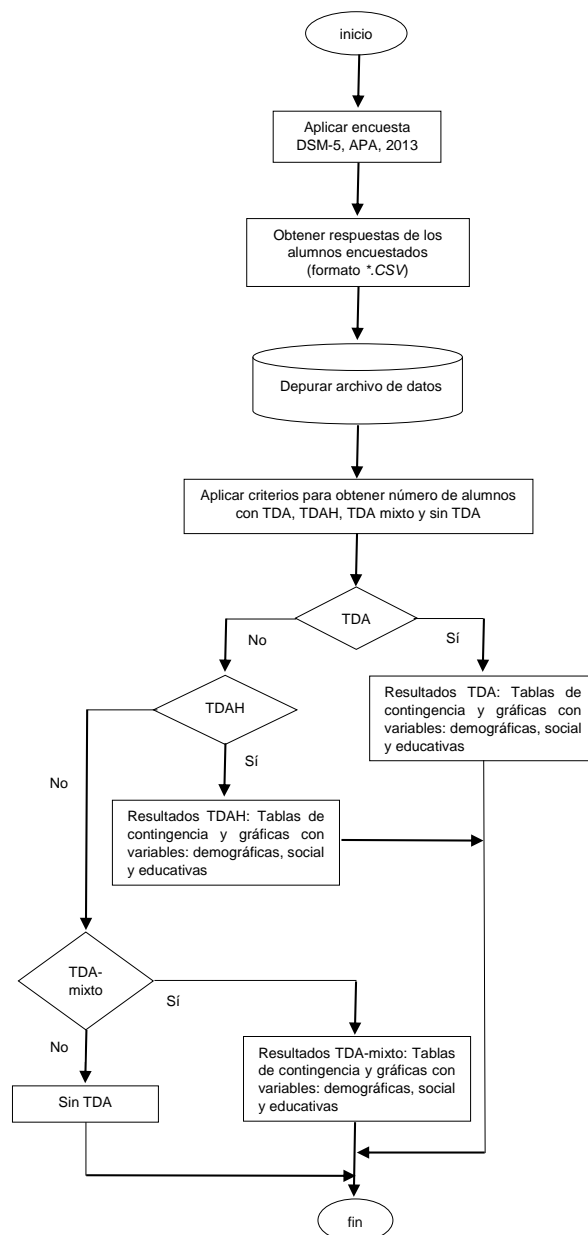 inicio
Aplicar encuesta
DSM-5, APA, 2013
Obtener respuestas de los
alumnos encuestados
(formato *.CSV)
Depurar archivo de datos
Aplicar criterios para obtener número de alumnos
con TDA, TDAH, TDA mixto y sin TDA
TDA
No
Sí
TDAH
Resultados TDA: Tablas de
contingencia y gráficas con
variables: demográficas, social
y educativas
No
Sí
Resultados TDAH: Tablas de
contingencia y gráficas con
variables: demográficas, social
y educativas
TDA-
mixto
Sí
No
Resultados TDA-mixto: Tablas
de contingencia y gráficas con
variables: demográficas, social
y educativas
Sin TDA
fin